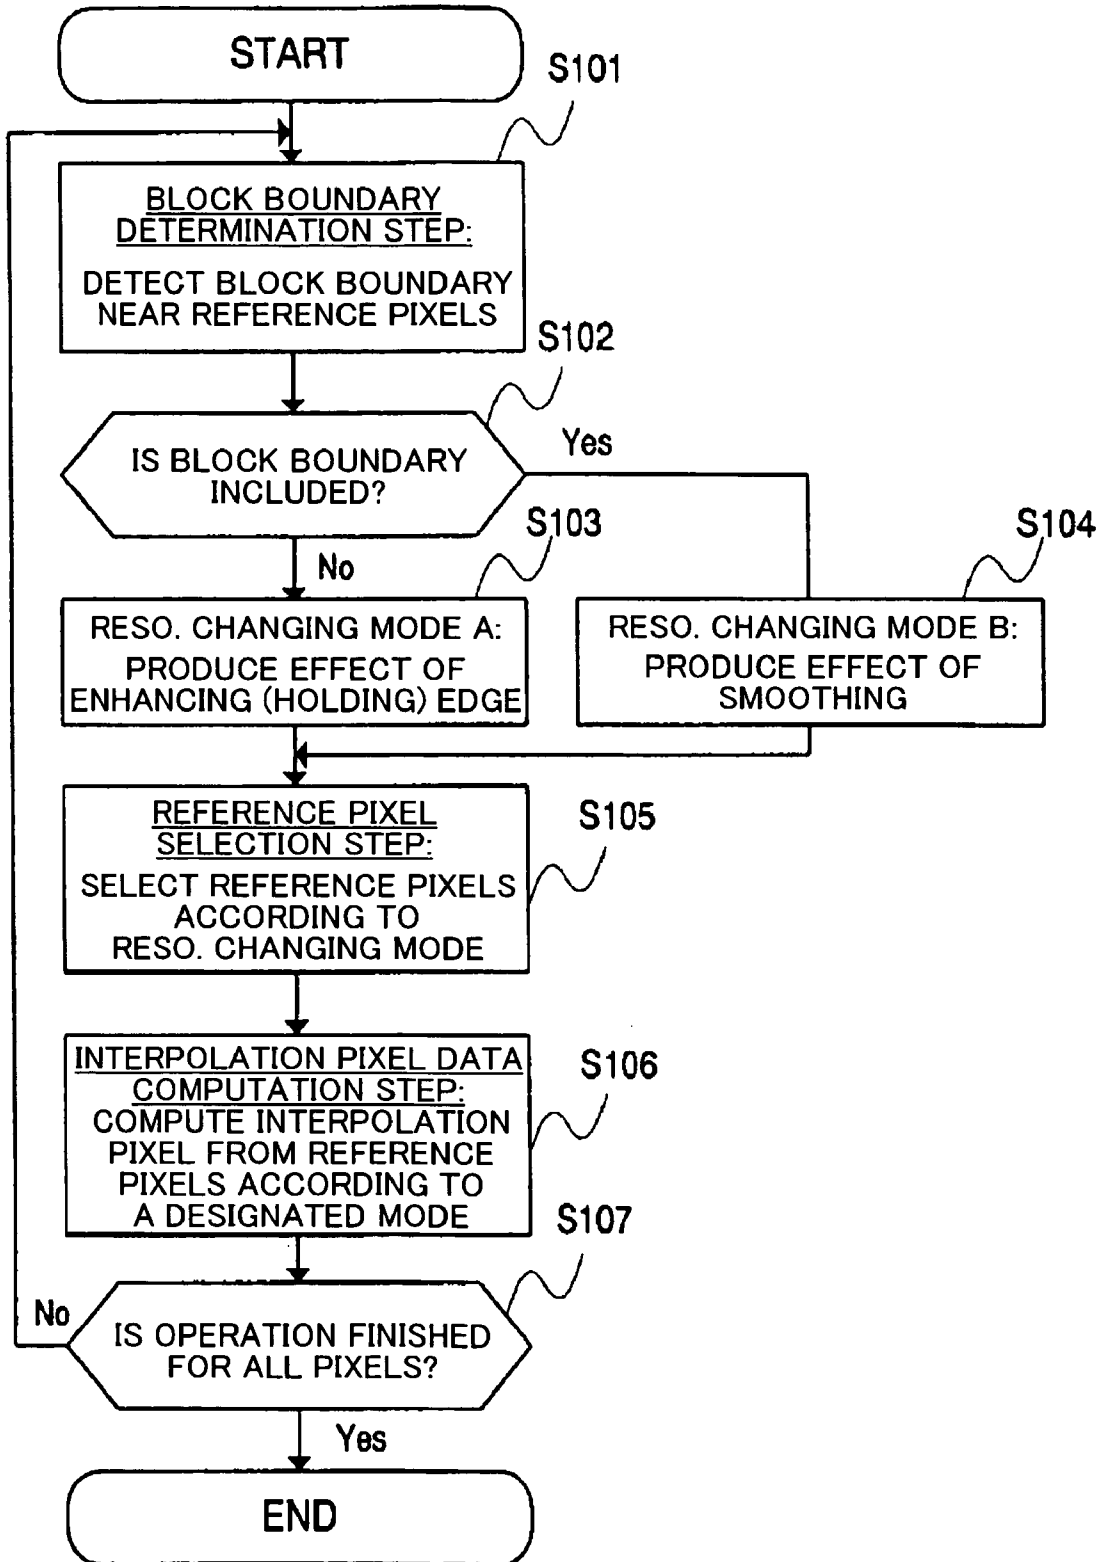 START
S101
BLOCK BOUNDARY
DETERMINATION STEP:
DETECT BLOCK BOUNDARY
NEAR REFERENCE PIXELS
S102
IS BLOCK BOUNDARY
INCLUDED?
Yes
No
S103
RESO. CHANGING MODE A:
PRODUCE EFFECT OF
ENHANCING (HOLDING) EDGE
S104
RESO. CHANGING MODE B:
PRODUCE EFFECT OF
SMOOTHING
S105
REFERENCE PIXEL
SELECTION STEP:
SELECT REFERENCE PIXELS
ACCORDING TO
RESO. CHANGING MODE
S106
INTERPOLATION PIXEL DATA
COMPUTATION STEP:
COMPUTE INTERPOLATION
PIXEL FROM REFERENCE
PIXELS ACCORDING TO
A DESIGNATED MODE
S107
No
IS OPERATION FINISHED
FOR ALL PIXELS?
Yes
END